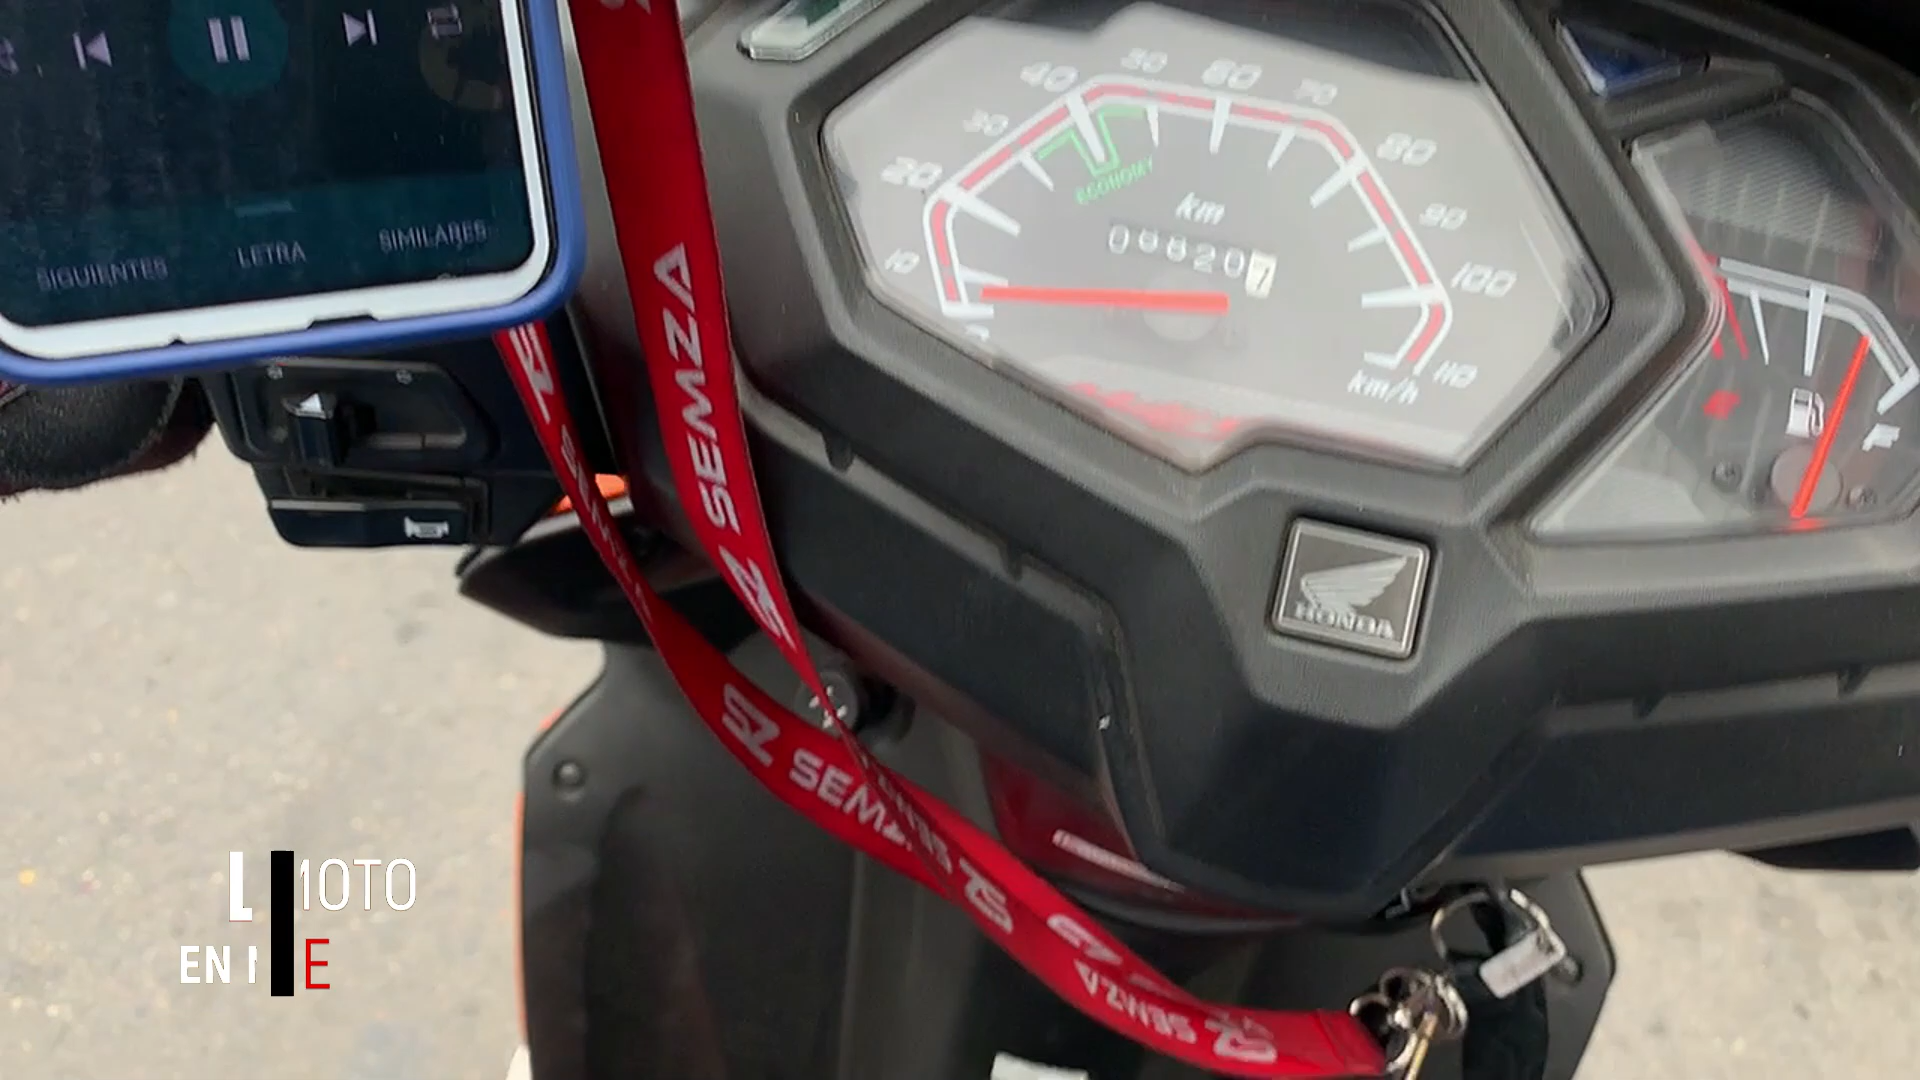 SIGUIENTES LETRA SIMILARES
10 20 30 40 50 60 70 80 90 100 110
ECONOMY
km
088207
km/h
F
HONDA
SEMZA
SEMZA
SEMZA
MOTO
EN
E